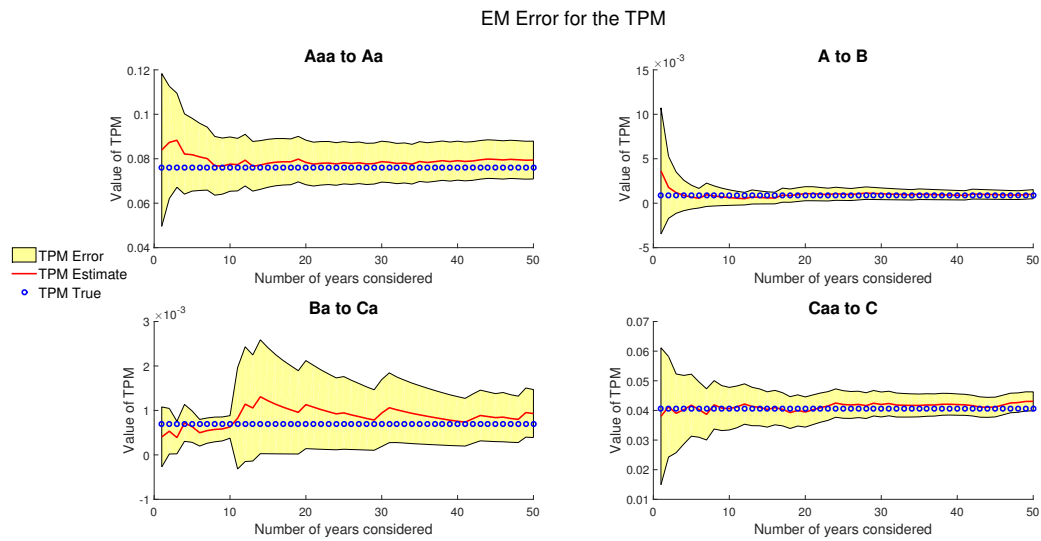 EM Error for the TPM
Aaa to Aa
Value of TPM
0.12
0.1
0.08
0.06
0.04
0 10 20 30 40 50
Number of years considered
A to B
×10⁻³
Value of TPM
15
10
5
0
-5
0 10 20 30 40 50
Number of years considered
TPM Error
TPM Estimate
TPM True
Ba to Ca
×10⁻³
Value of TPM
3
2
1
0
-1
0 10 20 30 40 50
Number of years considered
Caa to C
Value of TPM
0.07
0.06
0.05
0.04
0.03
0.02
0.01
0 10 20 30 40 50
Number of years considered